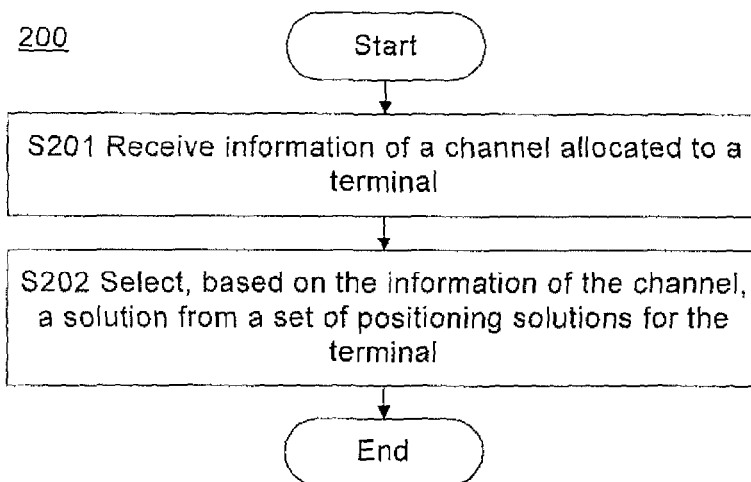 200
Start
S201 Receive information of a channel allocated to a
terminal
S202 Select, based on the information of the channel,
a solution from a set of positioning solutions for the
terminal
End